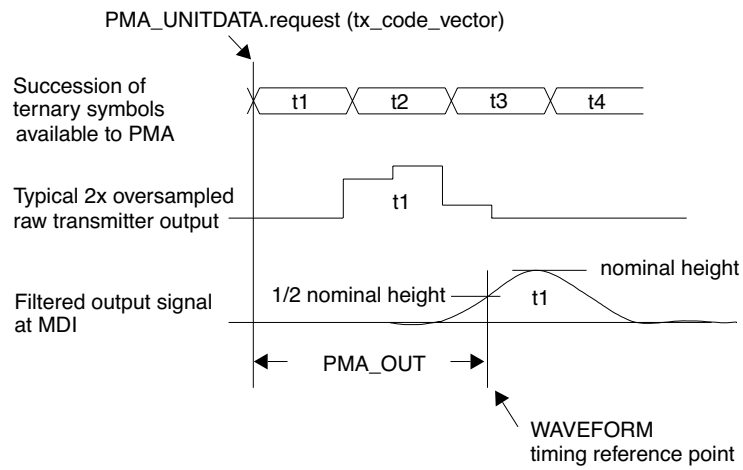 PMA_UNITDATA.request (tx_code_vector)
Succession of
ternary symbols
available to PMA
t1 t2 t3 t4
Typical 2x oversampled
raw transmitter output
t1
nominal height
1/2 nominal height
t1
Filtered output signal
at MDI
PMA_OUT
WAVEFORM
timing reference point